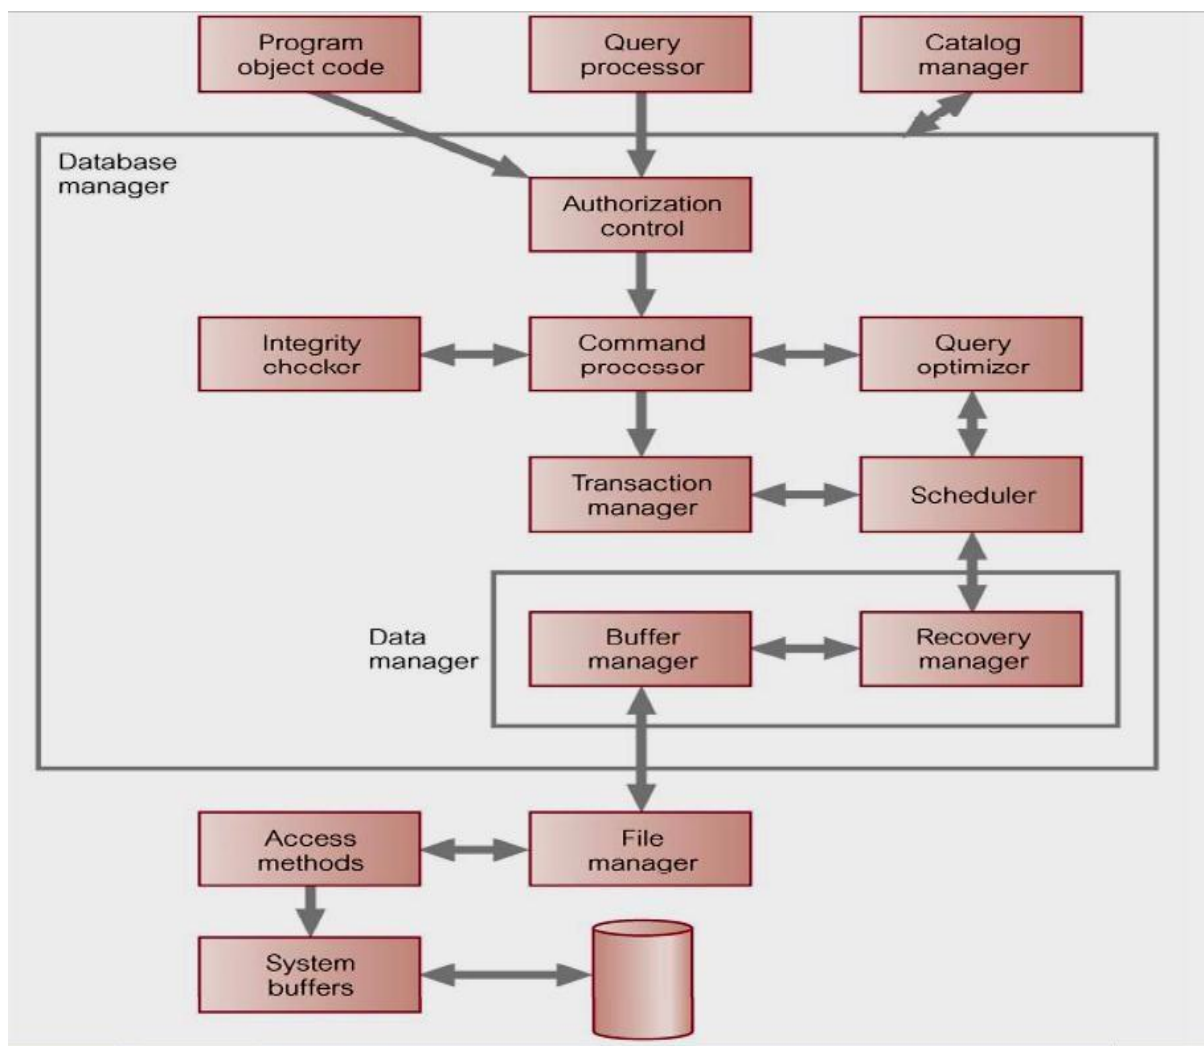 Program
object code
Query
processor
Catalog
manager
Database
manager
Authorization
control
Integrity
checker
Command
processor
Query
optimizer
Transaction
manager
Scheduler
Data
manager
Buffer
manager
Recovery
manager
Access
methods
File
manager
System
buffers